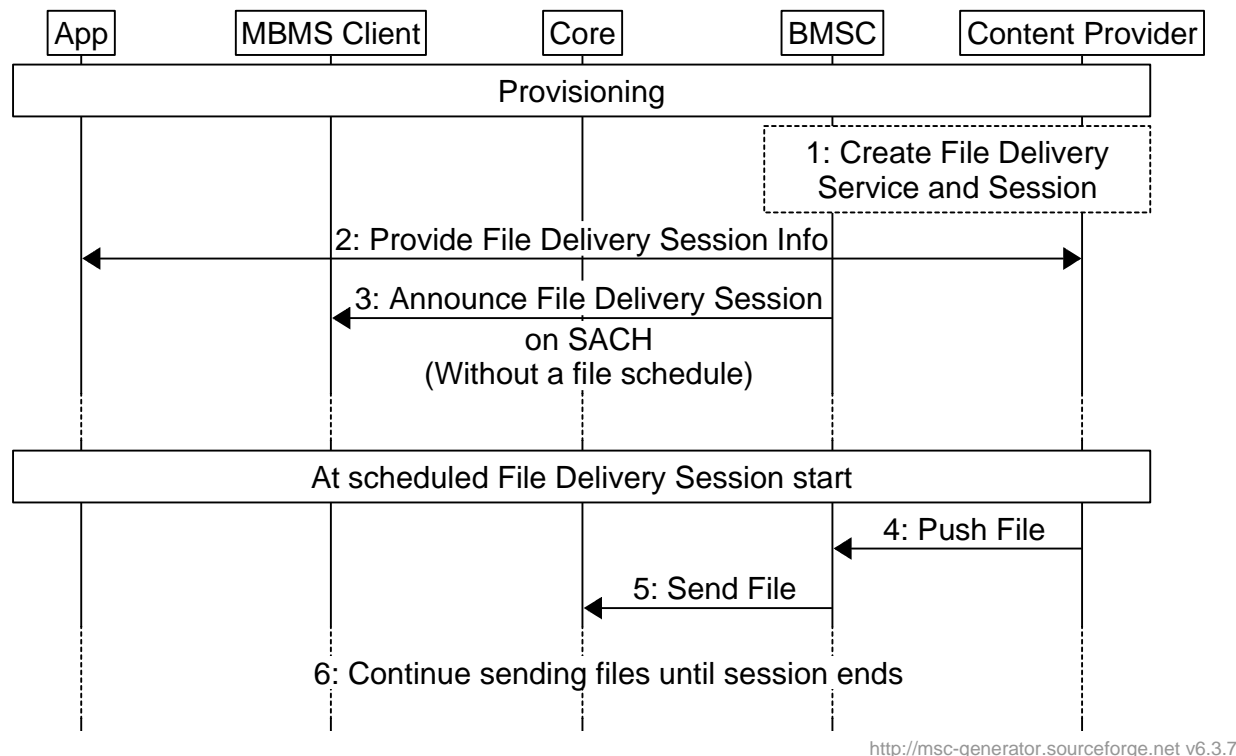 App
MBMS Client
Core
BMSC
Content Provider
Provisioning
1: Create File Delivery
Service and Session
2: Provide File Delivery Session Info
3: Announce File Delivery Session
on SACH
(Without a file schedule)
At scheduled File Delivery Session start
4: Push File
5: Send File
6: Continue sending files until session ends
http://msc-generator.sourceforge.net v6.3.7